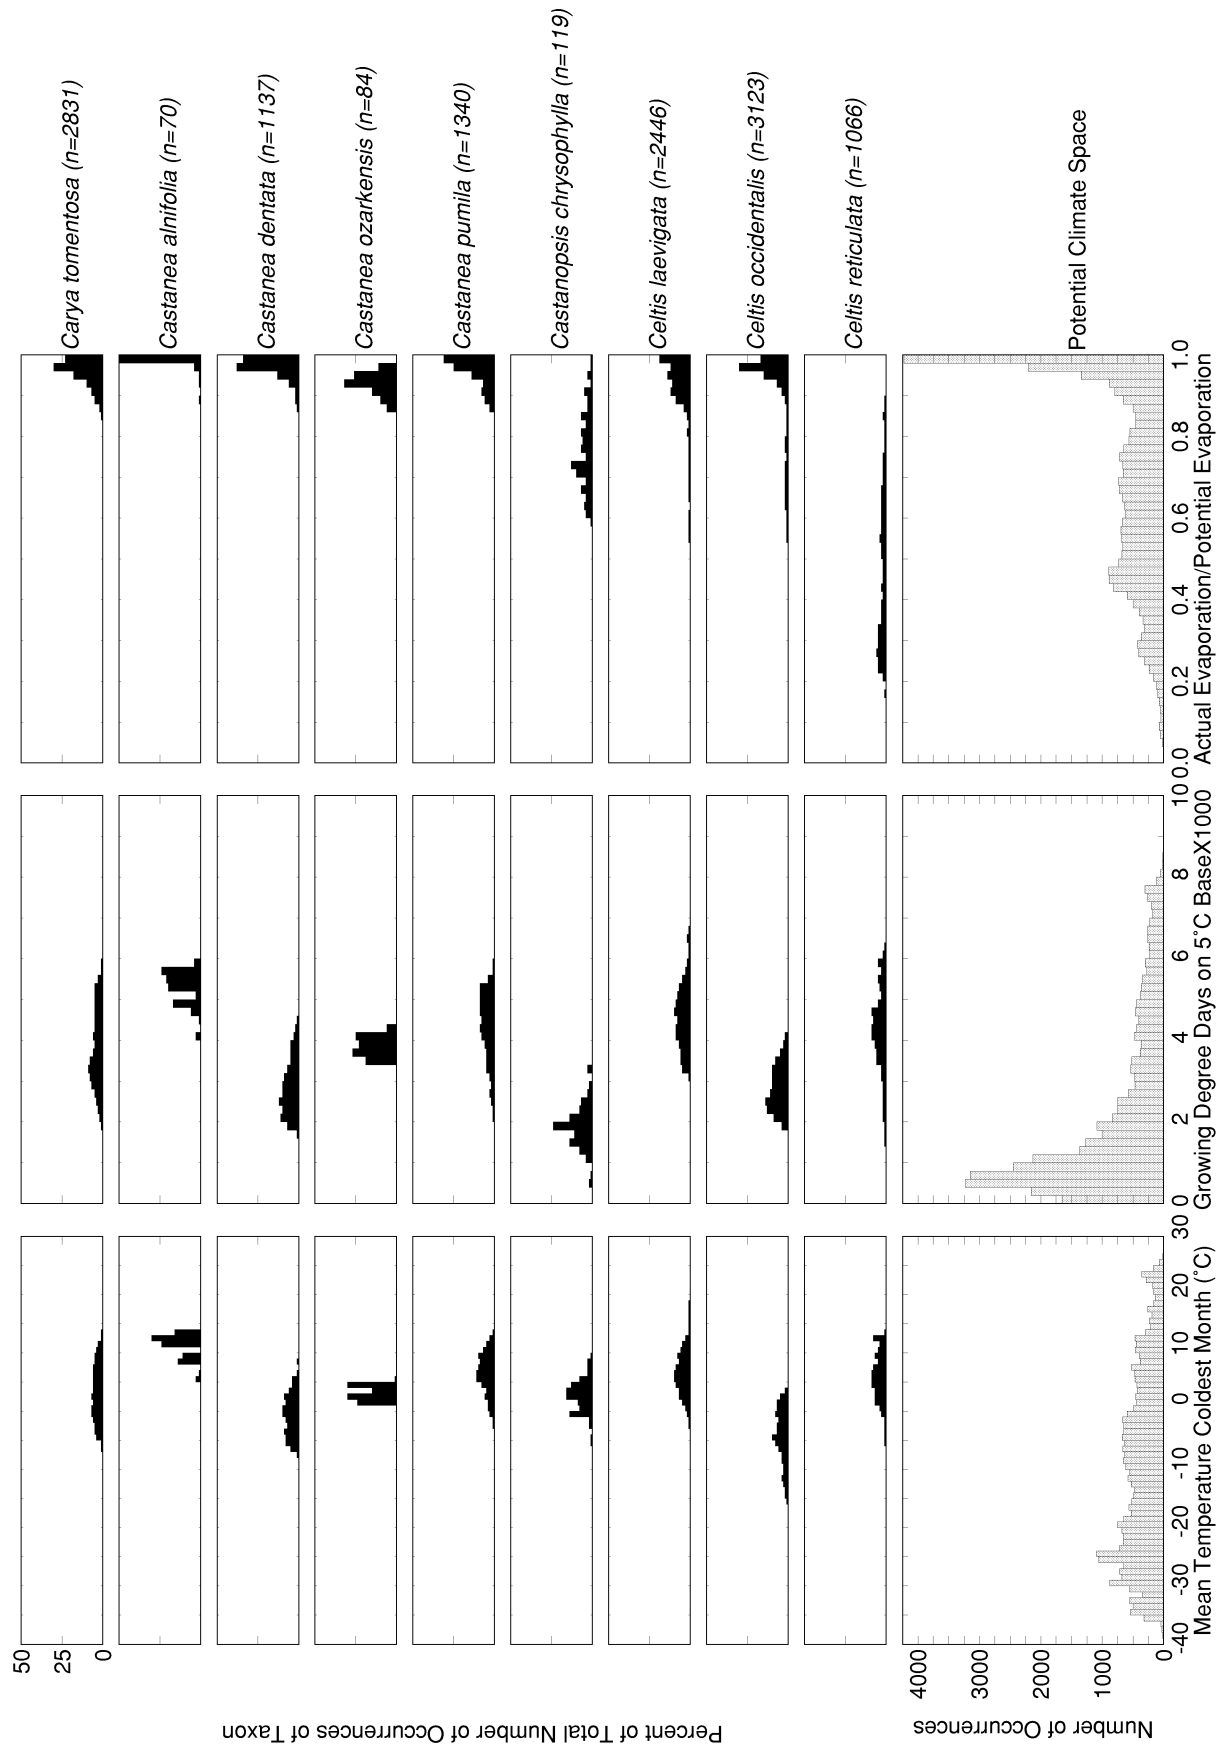 Carya tomentosa (n=2831)
Castanea alnifolia (n=70)
Castanea dentata (n=1137)
Castanea ozarkensis (n=84)
Castanea pumila (n=1340)
Castanopsis chrysophylla (n=119)
Celtis laevigata (n=2446)
Celtis occidentalis (n=3123)
Celtis reticulata (n=1066)
Potential Climate Space
50
25
0
Percent of Total Number of Occurrences of Taxon
4000
3000
2000
1000
0
Number of Occurrences
-40 -30 -20 -10 0 10 20 30
Mean Temperature Coldest Month (˚C)
0 2 4 6 8 10
Growing Degree Days on 5˚C BaseX1000
0.0 0.2 0.4 0.6 0.8 1.0
Actual Evaporation/Potential Evaporation